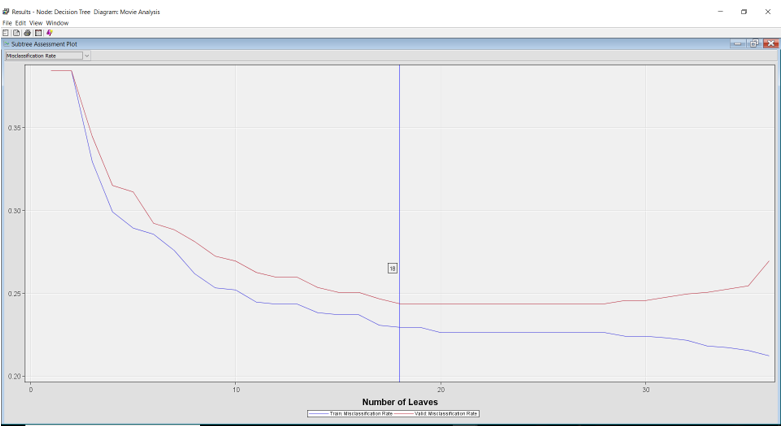 Results - Node: Decision Tree Diagram: Movie Analysis
File Edit View Window
Subtree Assessment Plot
Misclassification Rate
0.35
0.30
0.25
0.20
18
0 10 20 30
Number of Leaves
Train: Misclassification Rate Valid: Misclassification Rate